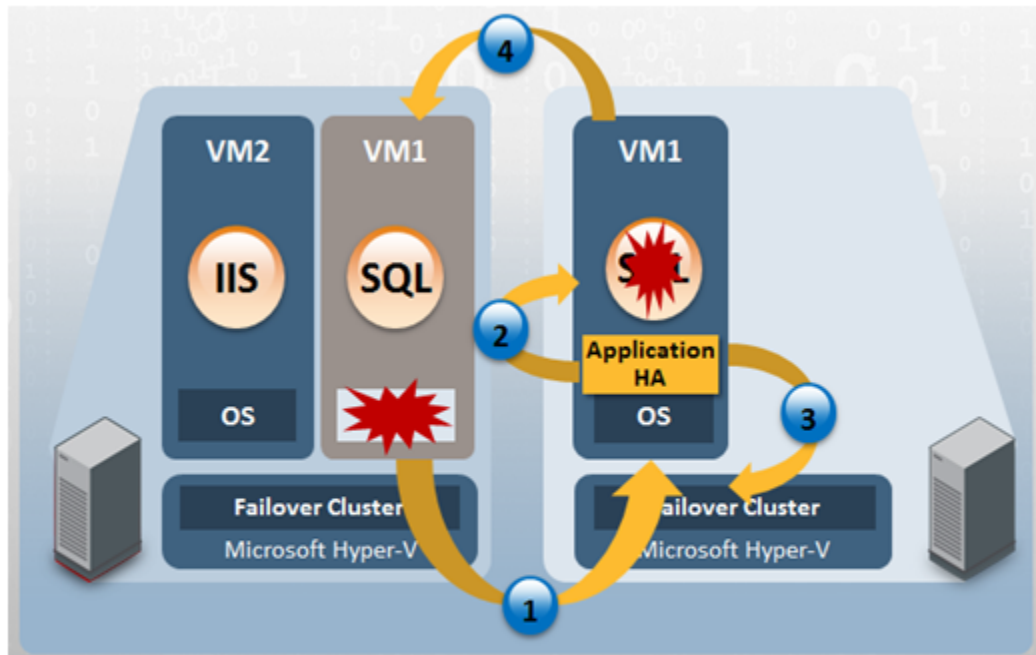 4
VM2
VM1
VM1
IIS
SQL
S L
2
Application
HA
3
OS
OS
Failover Cluster
Microsoft Hyper-V
ailover Cluster
Microsoft Hyper-V
1